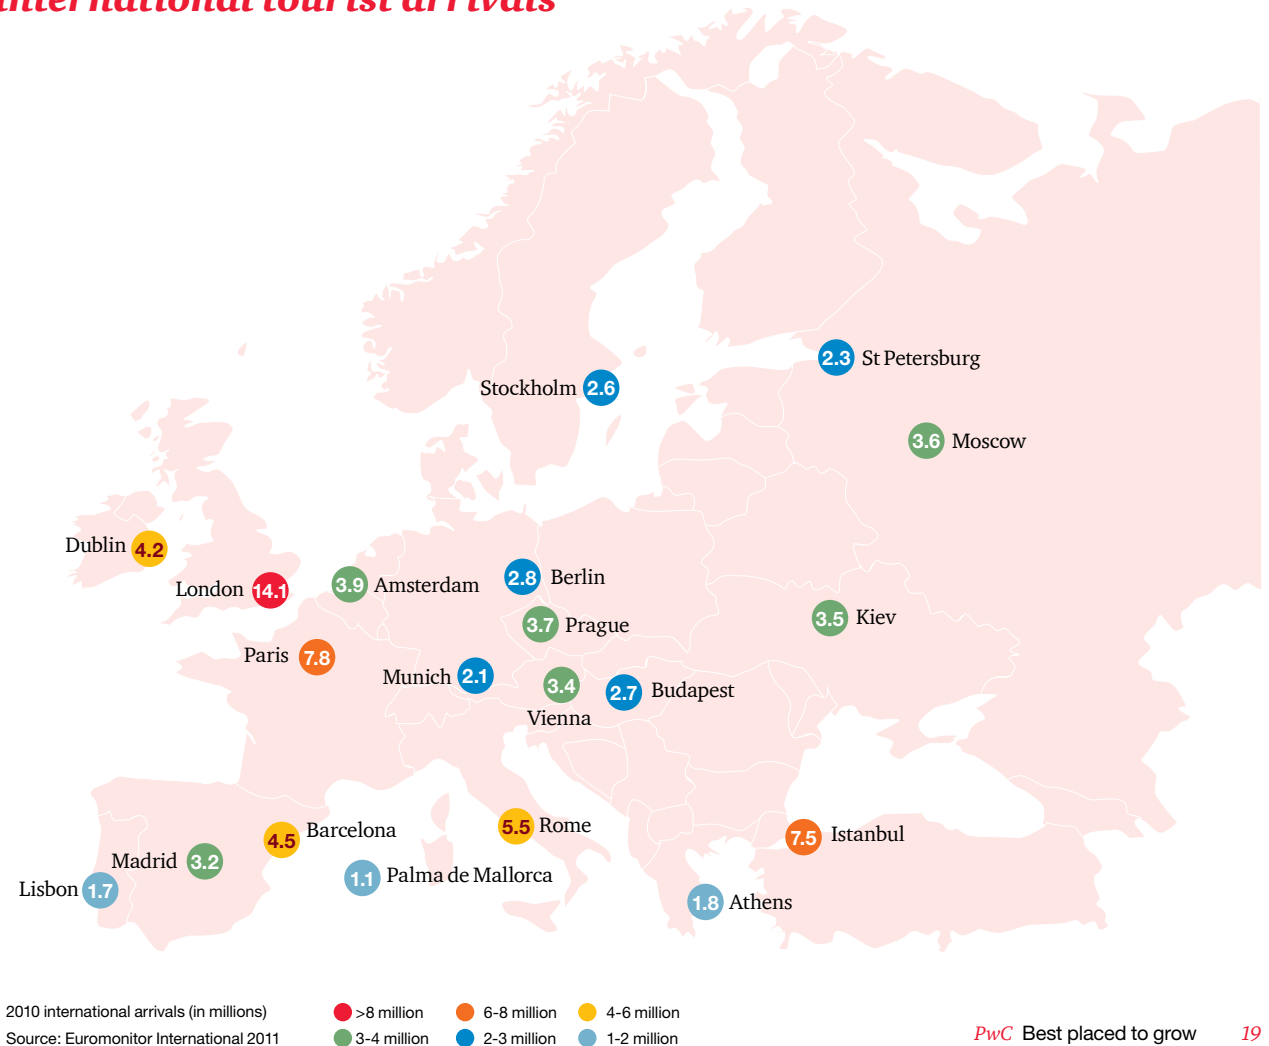 international tourist arrivals
2.3 St Petersburg
Stockholm 2.6
3.6 Moscow
Dublin 4.2
London 14.1
3.9 Amsterdam
2.8 Berlin
3.7 Prague
3.5 Kiev
Paris 7.8
Munich 2.1
3.4
Vienna
2.7 Budapest
Barcelona
4.5
5.5 Rome
7.5 Istanbul
Madrid 3.2
1.1 Palma de Mallorca
Lisbon 1.7
1.8 Athens
2010 international arrivals (in millions)
>8 million 6-8 million 4-6 million
Source: Euromonitor International 2011
3-4 million 2-3 million 1-2 million
PwC Best placed to grow 19